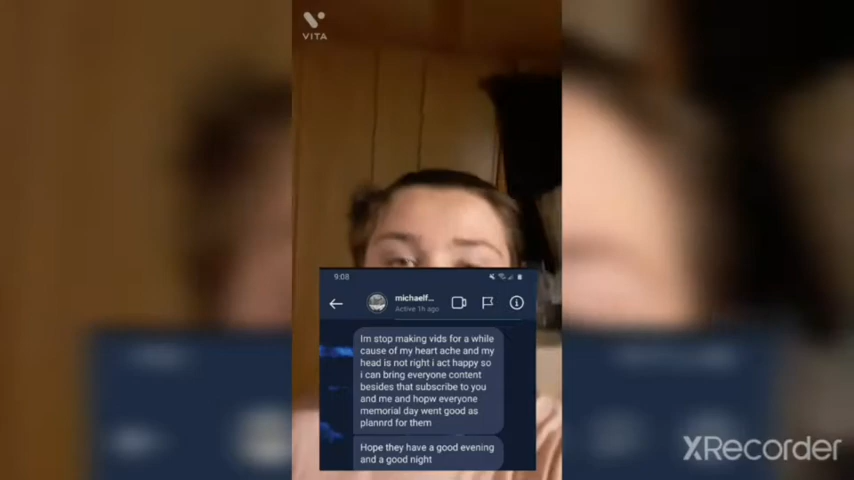 VITA
9:08
michaelf...
Active 1h ago
Im stop making vids for a while
cause of my heart ache and my
head is not right i act happy so
i can bring everyone content
besides that subscribe to you
and me and hopw everyone
memorial day went good as
plannrd for them
Hope they have a good evening
and a good night
XRecorder